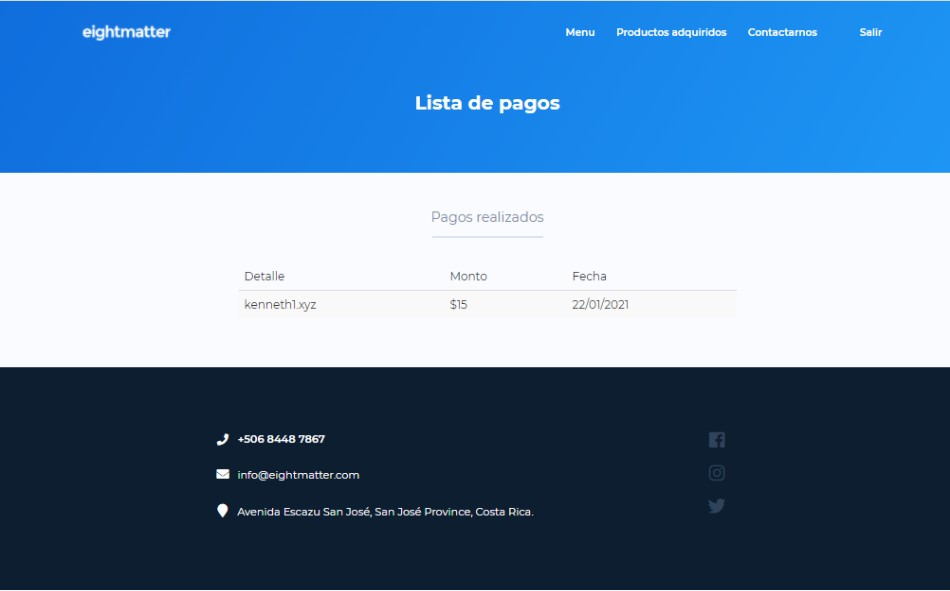 eightmatter
Menu Productos adquiridos Contactarnos Salir
Lista de pagos
Pagos realizados
Detalle Monto Fecha
kenneth1.xyz $15 22/01/2021
+506 8448 7867
info@eightmatter.com
Avenida Escazu San José, San José Province, Costa Rica.